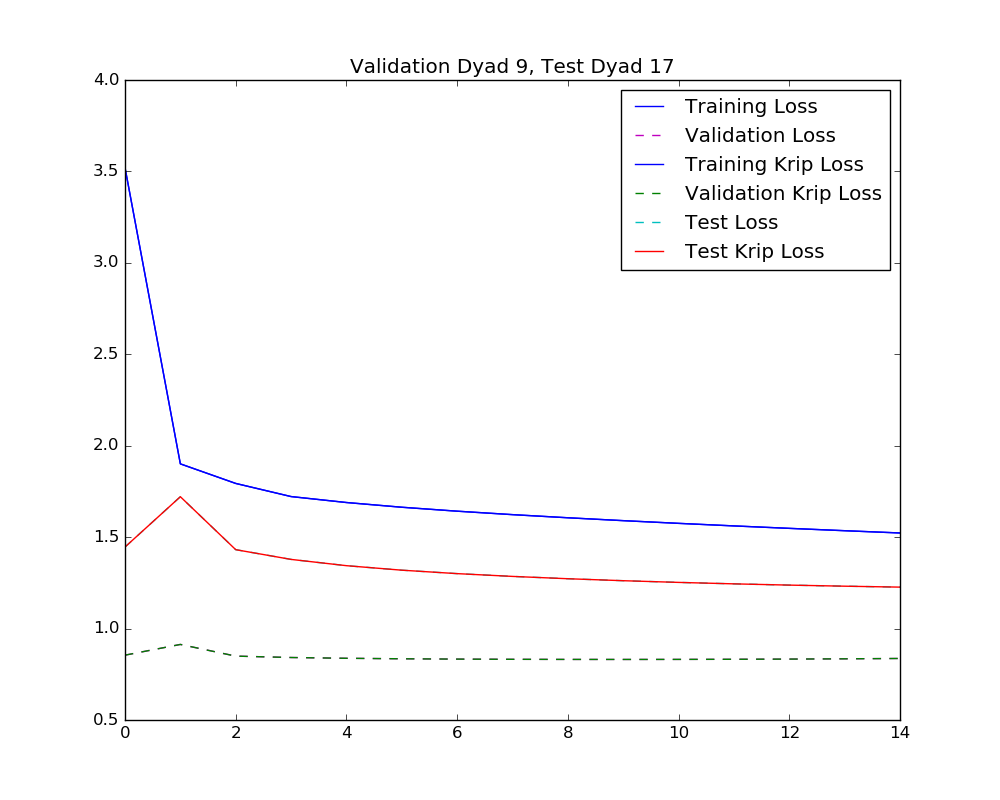 Validation Dyad 9, Test Dyad 17
4.0
3.5
3.0
2.5
2.0
1.5
1.0
0.5
0 2 4 6 8 10 12 14
Training Loss
Validation Loss
Training Krip Loss
Validation Krip Loss
Test Loss
Test Krip Loss